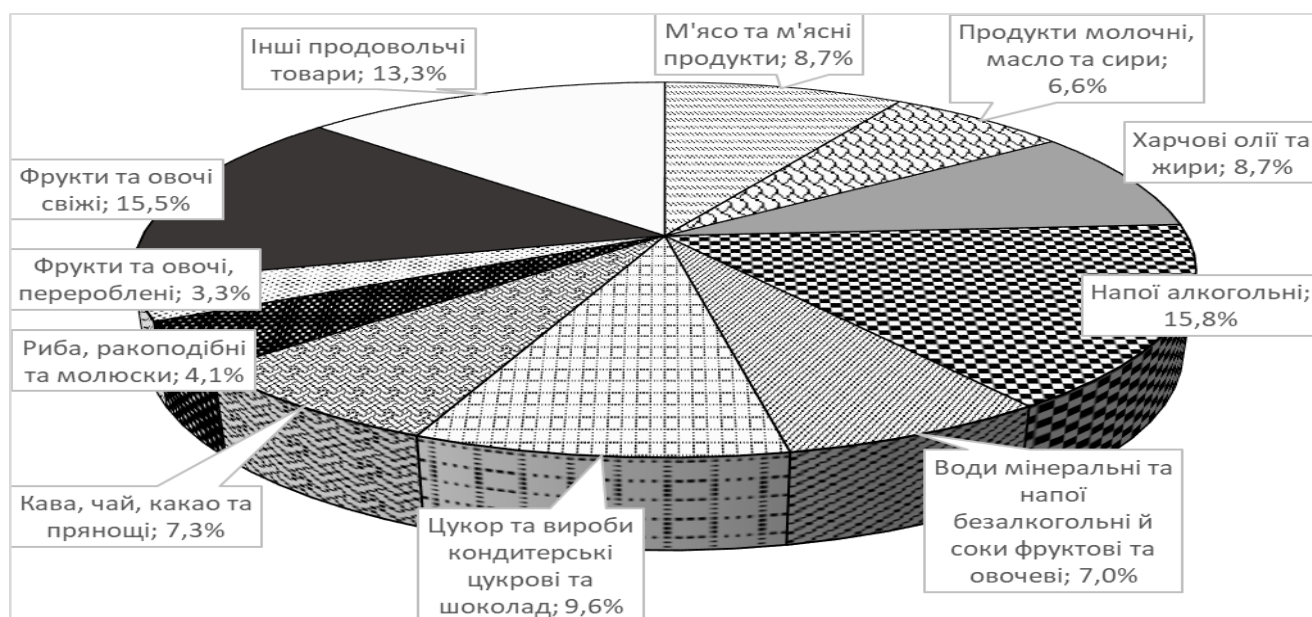 Інші продовольчі
товари; 13,3%
М'ясо та м'ясні
продукти; 8,7%
Продукти молочні,
масло та сири;
6,6%
Харчові олії та
жири; 8,7%
Фрукти та овочі
свіжі; 15,5%
Фрукти та овочі,
перероблені; 3,3%
Напої алкогольні;
15,8%
Риба, ракоподібні
та молюски; 4,1%
Кава, чай, какао та
прянощі; 7,3%
Цукор та вироби
кондитерські
цукрові та
шоколад; 9,6%
Води мінеральні та
напої
безалкогольні й
соки фруктові та
овочеві; 7,0%